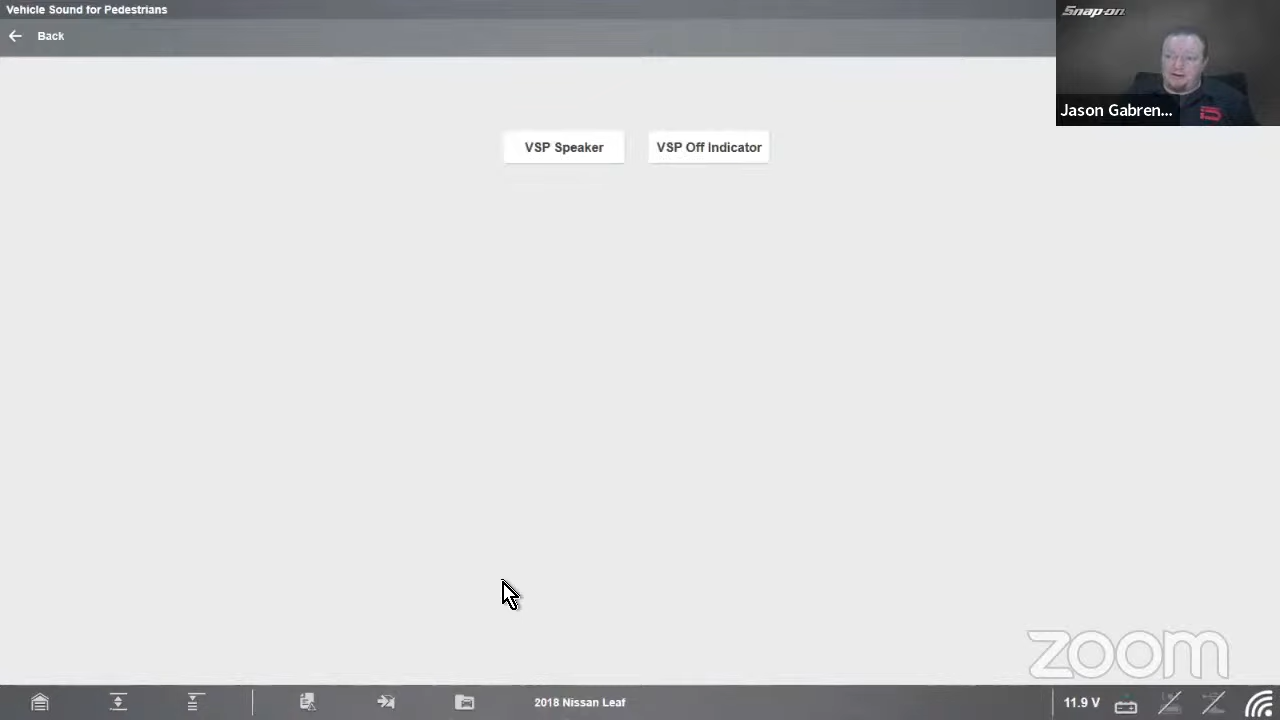 Vehicle Sound for Pedestrians
Back
Snap-on
Jason Gabren...
VSP Speaker
VSP Off Indicator
zoom
2018 Nissan Leaf
11.9 V